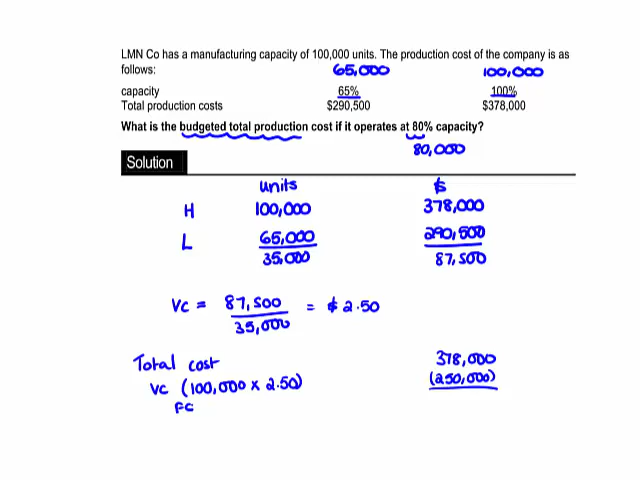 LMN Co has a manufacturing capacity of 100,000 units. The production cost of the company is as
follows: 65,000 100,000
capacity 65% 100%
Total production costs $290,500 $378,000
What is the budgeted total production cost if it operates at 80% capacity?
80,000
Solution
units $
H 100,000 378,000
L 65,000 290,500
35,000 87,500
VC = 87,500 = $ 2.50
35,000
Total cost 378,000
VC (100,000 x 2.50) (250,000)
FC